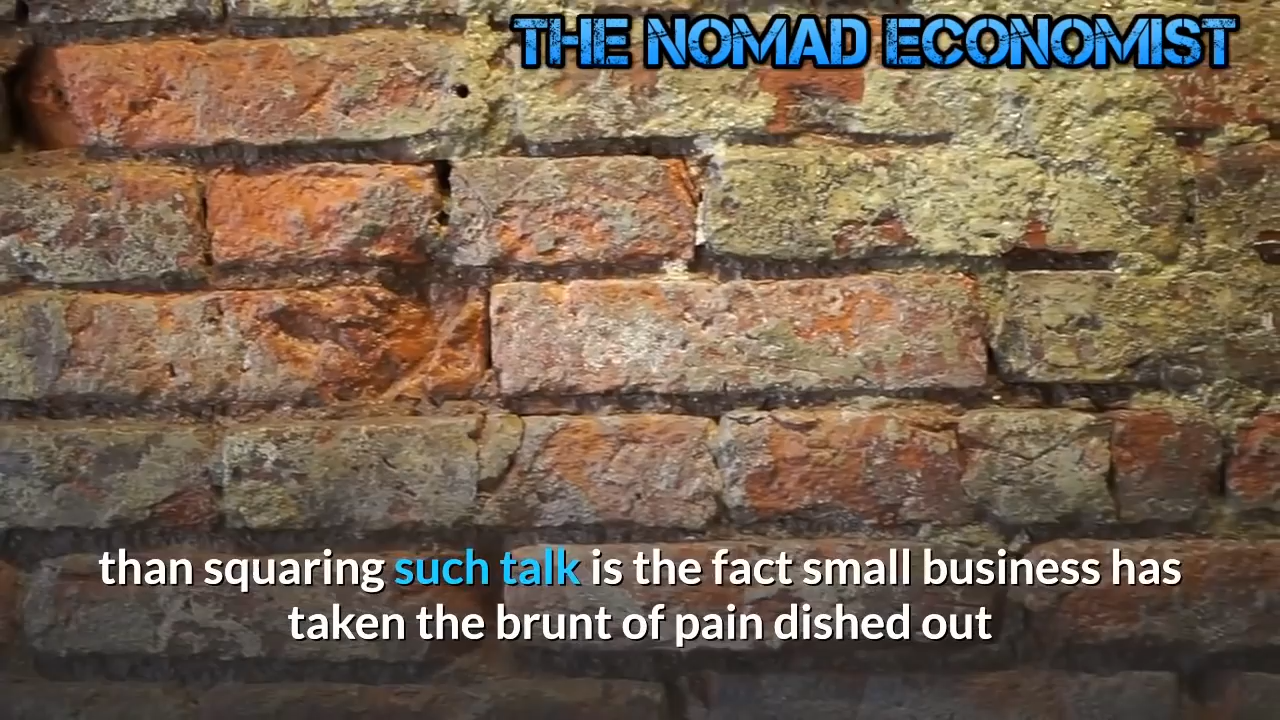 THE NOMAD ECONOMIST
than squaring such talk is the fact small business has
taken the brunt of pain dished out